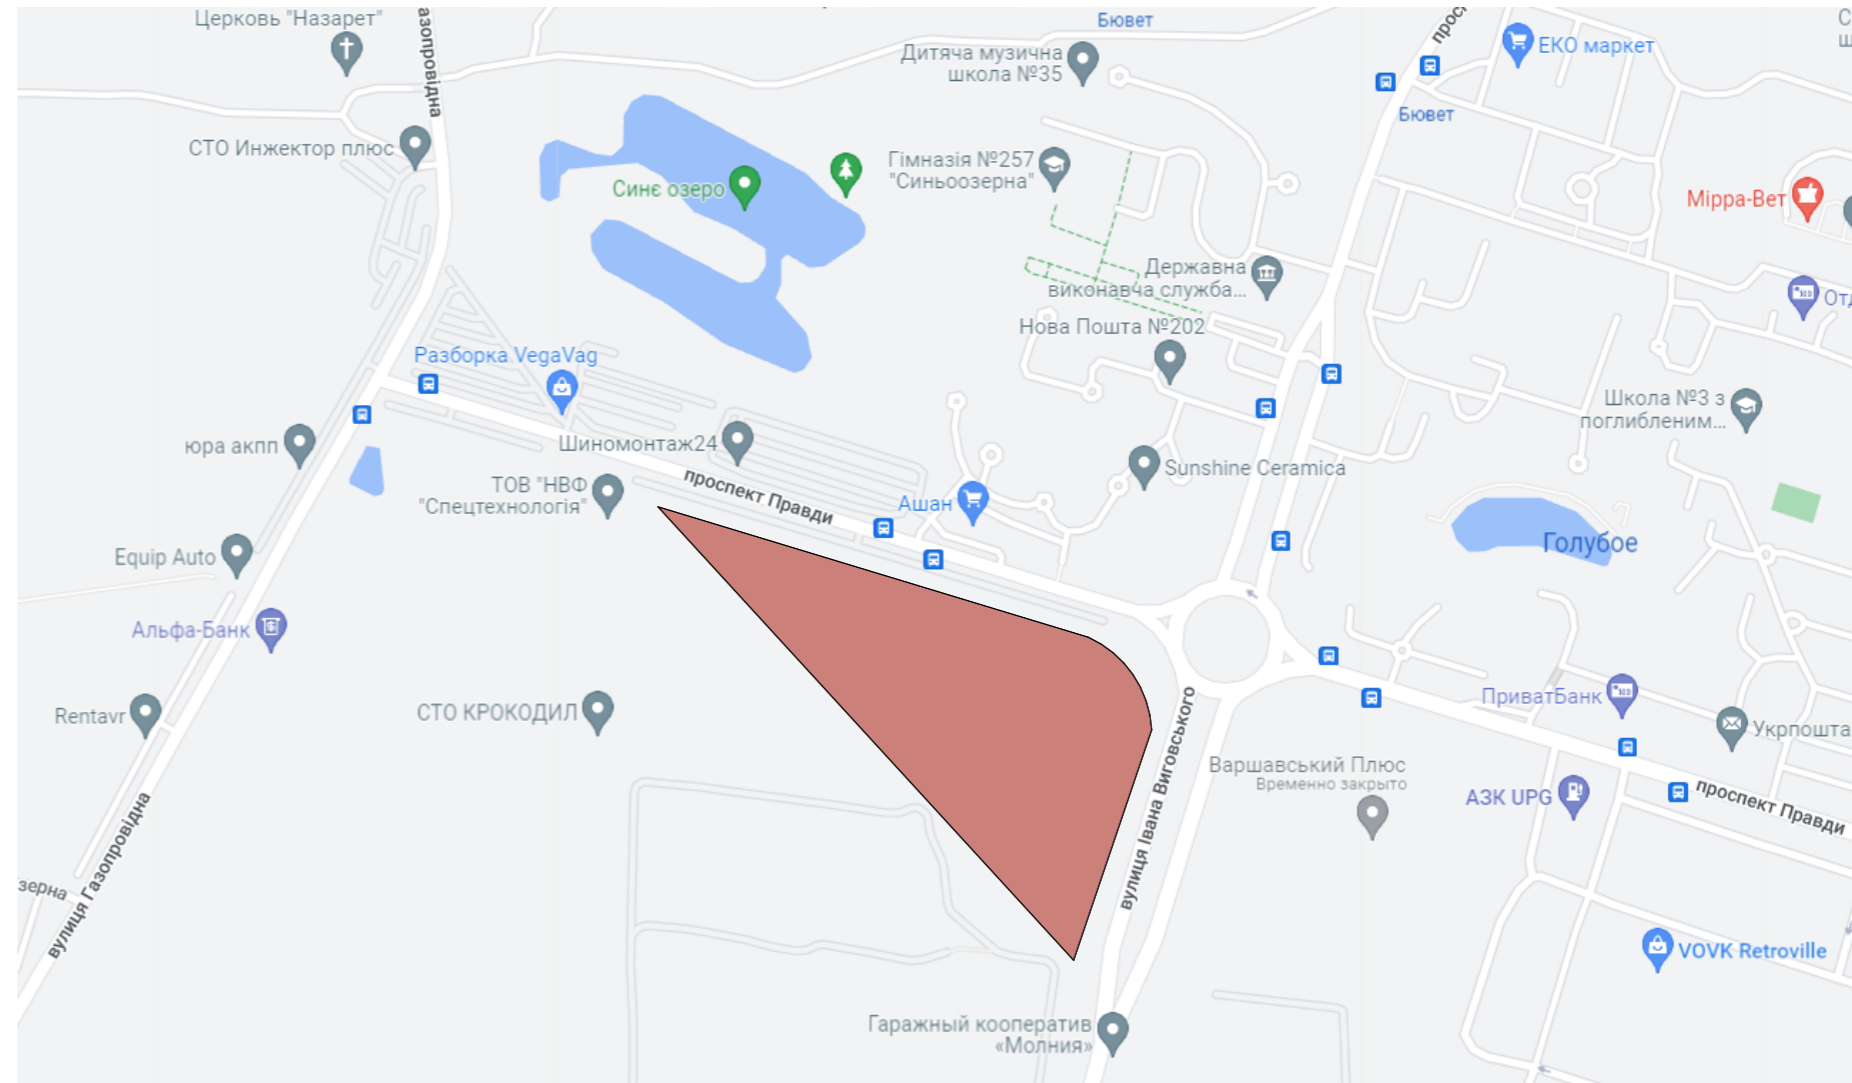 Церковь "Назарет"
Бювет
Дитяча музична
школа №35
ЕКО маркет
Бювет
СТО Инжектор плюс
Гімназія №257
"Синьоозерна"
Синє озеро
Мірра-Вет
Державна
виконавча служба...
Нова Пошта №202
Разборка VegaVag
Школа №3 з
поглибленим...
юра акпп
Шиномонтаж24
Sunshine Ceramica
ТОВ "НВФ
"Спецтехнологія"
проспект Правди
Ашан
Голубое
Equip Auto
Альфа-Банк
ПриватБанк
Rentavr
СТО КРОКОДИЛ
Укрпошта
вулиця Івана Виговського
Варшавський Плюс
Временно закрыто
АЗК UPG
проспект Правди
вулиця Газопровідна
VOVK Retroville
Гаражный кооператив
«Молния»